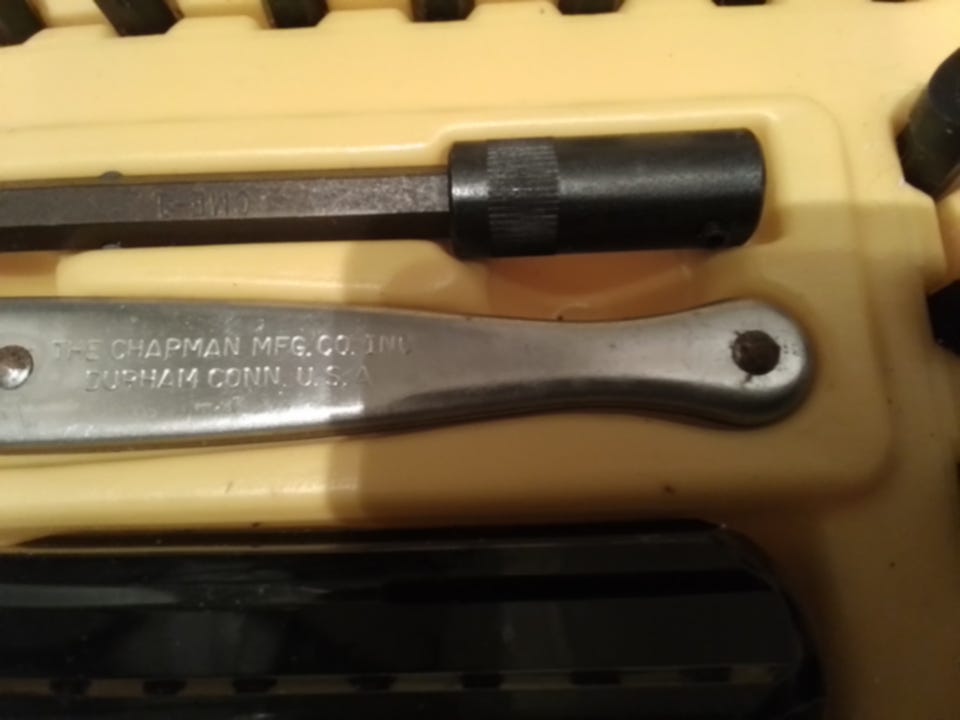 THE CHAPMAN MFG. CO. INC
DURHAM CONN. U.S.A